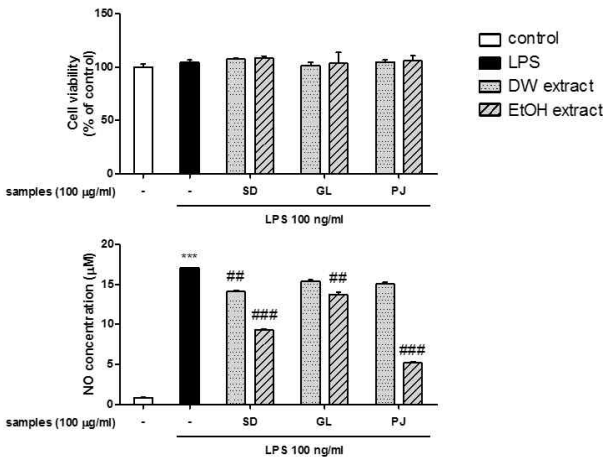 150
100
50
0
Cell viability
(% of control)
control
LPS
DW extract
EtOH extract
samples (100 µg/ml) - - SD GL PJ
LPS 100 ng/ml
20
15
10
5
0
NO concentration (µM)
***
## ### ## ###
samples (100 µg/ml) - - SD GL PJ
LPS 100 ng/ml